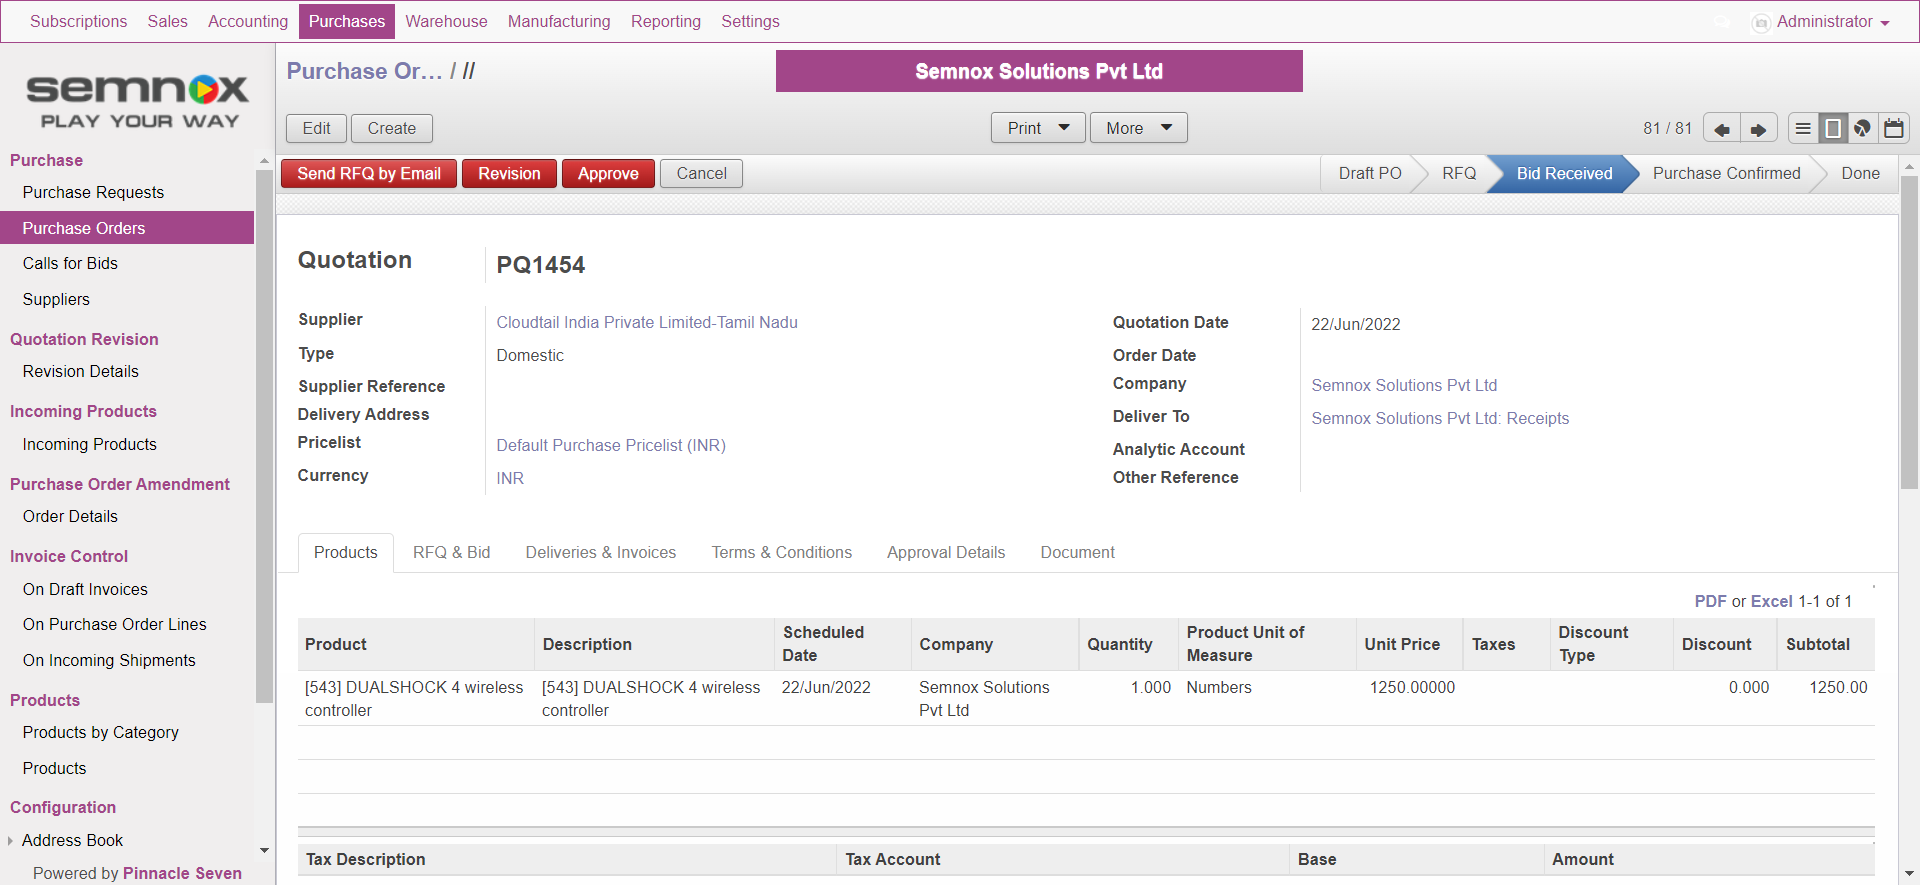 Subscriptions Sales Accounting Purchases Warehouse Manufacturing Reporting Settings Administrator
semnox
PLAY YOUR WAY
Purchase Or... / //
Semnox Solutions Pvt Ltd
Edit Create Print More 81 / 81
Send RFQ by Email Revision Approve Cancel Draft PO RFQ Bid Received Purchase Confirmed Done
Purchase
Purchase Requests
Purchase Orders
Calls for Bids
Suppliers
Quotation Revision
Revision Details
Incoming Products
Incoming Products
Purchase Order Amendment
Order Details
Invoice Control
On Draft Invoices
On Purchase Order Lines
On Incoming Shipments
Products
Products by Category
Products
Configuration
Address Book
Powered by Pinnacle Seven
Quotation PQ1454
Supplier Cloudtail India Private Limited-Tamil Nadu
Type Domestic
Supplier Reference
Delivery Address
Pricelist Default Purchase Pricelist (INR)
Currency INR
Quotation Date 22/Jun/2022
Order Date
Company Semnox Solutions Pvt Ltd
Deliver To Semnox Solutions Pvt Ltd: Receipts
Analytic Account
Other Reference
Products RFQ & Bid Deliveries & Invoices Terms & Conditions Approval Details Document
PDF or Excel 1-1 of 1
Product Description Scheduled Date Company Quantity Product Unit of Measure Unit Price Taxes Discount Type Discount Subtotal
[543] DUALSHOCK 4 wireless [543] DUALSHOCK 4 wireless 22/Jun/2022 Semnox Solutions 1.000 Numbers 1250.00000 0.000 1250.00
controller controller Pvt Ltd
Tax Description Tax Account Base Amount